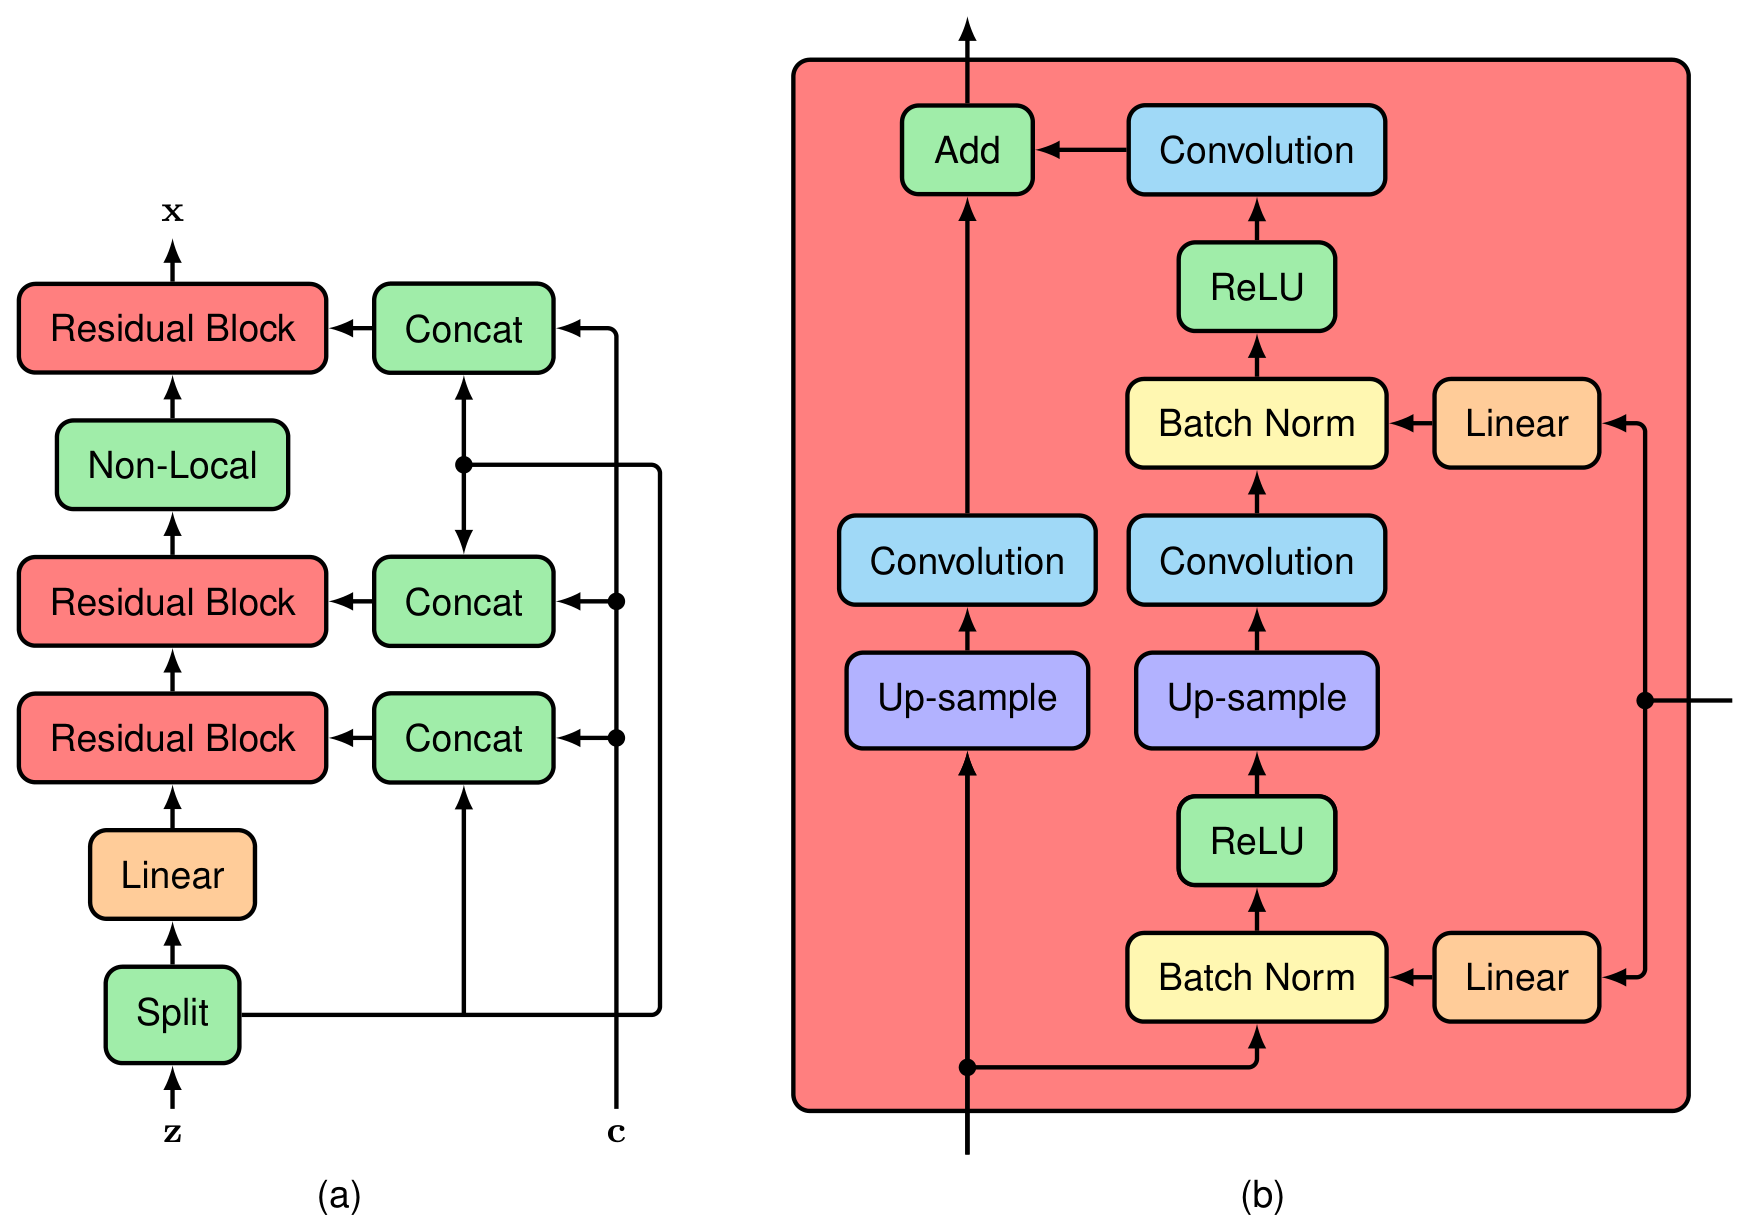 x
Residual Block
Concat
Non-Local
Residual Block
Concat
Residual Block
Concat
Linear
Split
z
c
(a)
Add
Convolution
ReLU
Batch Norm
Linear
Convolution
Convolution
Up-sample
Up-sample
ReLU
Batch Norm
Linear
(b)